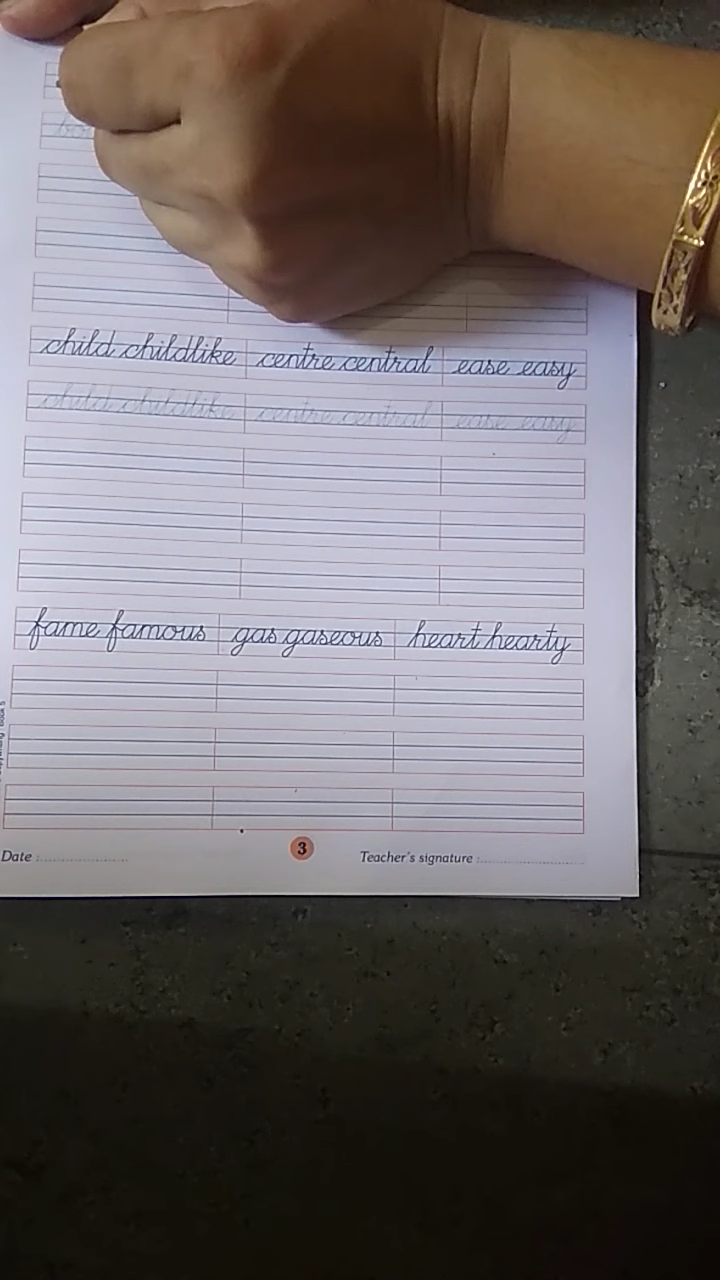 child childlike centre central ease easy
child childlike centre central ease easy
fame famous gas gaseous heart hearty
Date : 3 Teacher's signature :